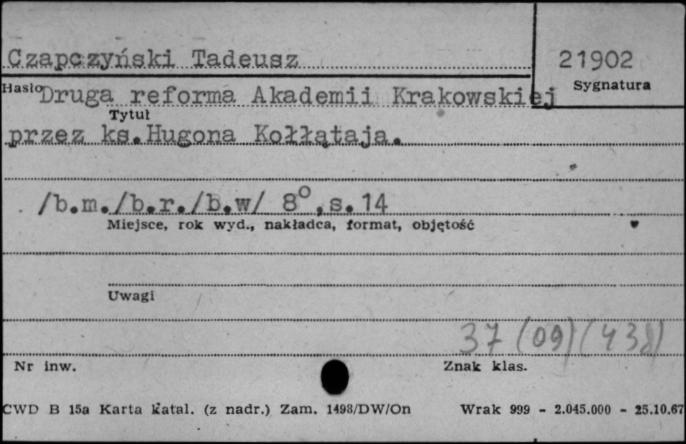 Czapczyński Tadeusz
21902
Hasło
Sygnatura
Druga reforma Akademii Krakowskiej
Tytuł
przez ks.Hugona Kołłątaja.
/b.m./b.r./b.w/ 8°,s.14
Miejsce, rok wyd., nakładca, format, objętość
Uwagi
37 (09)(438)
Nr inw.
Znak klas.
CWD B 15a Karta katal. (z nadr.) Zam. 1498/DW/On
Wrak 999 - 2.045.000 - 25.10.67